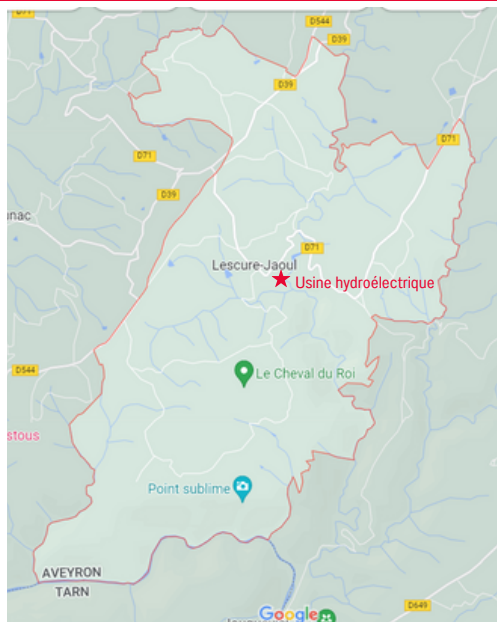 D71
D544
D39
D39
D71
D71
D39
nac
D71
Lescure-Jaoul
Usine hydroélectrique
D544
Le Cheval du Roi
stous
Point sublime
AVEYRON
TARN
D649
Google